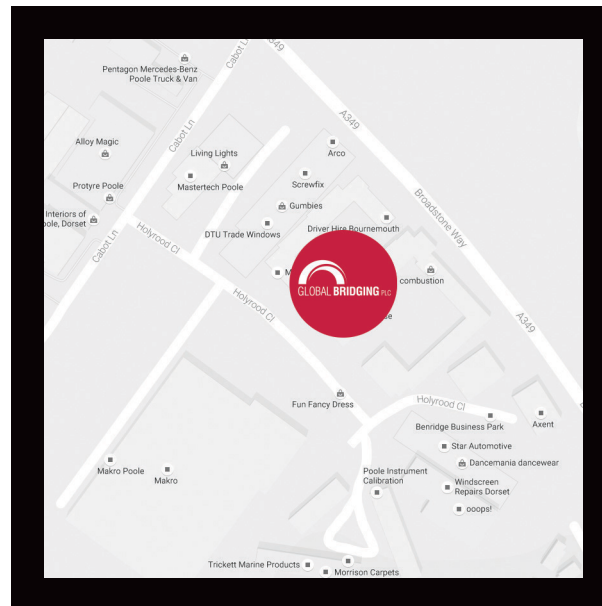 Cabot Ln
A349
Pentagon Mercedes-Benz
Poole Truck & Van
A349
Cabot Ln
Alloy Magic
Living Lights
Arco
Screwfix
Protyre Poole
Mastertech Poole
Gumbies
Interiors of
Dorset
DTU Trade Windows
Driver Hire Bournemouth
Broadstone Way
Cabot Ln
Holyrood Cl
combustion
GLOBAL BRIDGING PLC
Holyrood Cl
A349
Fun Fancy Dress
Holyrood Cl
Benridge Business Park
Axent
Star Automotive
Makro Poole
Makro
Poole Instrument
Calibration
Dancemania dancewear
Windscreen
Repairs Dorset
ooops!
Trickett Marine Products
Morrison Carpets